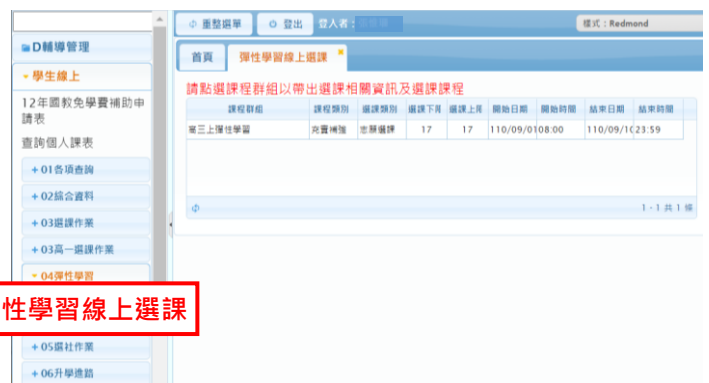 重整選單 登出 登入者：
樣式：Redmond
D輔導管理
首頁 彈性學習線上選課
學生線上
請點選課程群組以帶出選課相關資訊及選課課程
12年國教免學費補助申
請表
查詢個人課表
課程群組 課程類別 選課類別 選課下限 選課上限 開始日期 開始時間 結束日期 結束時間
高三上彈性學習 充實補強 志願選課 17 17 110/09/01 08:00 110/09/10 23:59
+01各項查詢
+02綜合資料
1 - 1 共 1 條
+03選課作業
+03高一選課作業
04彈性學習
性學習線上選課
+05選社作業
+06升學進路